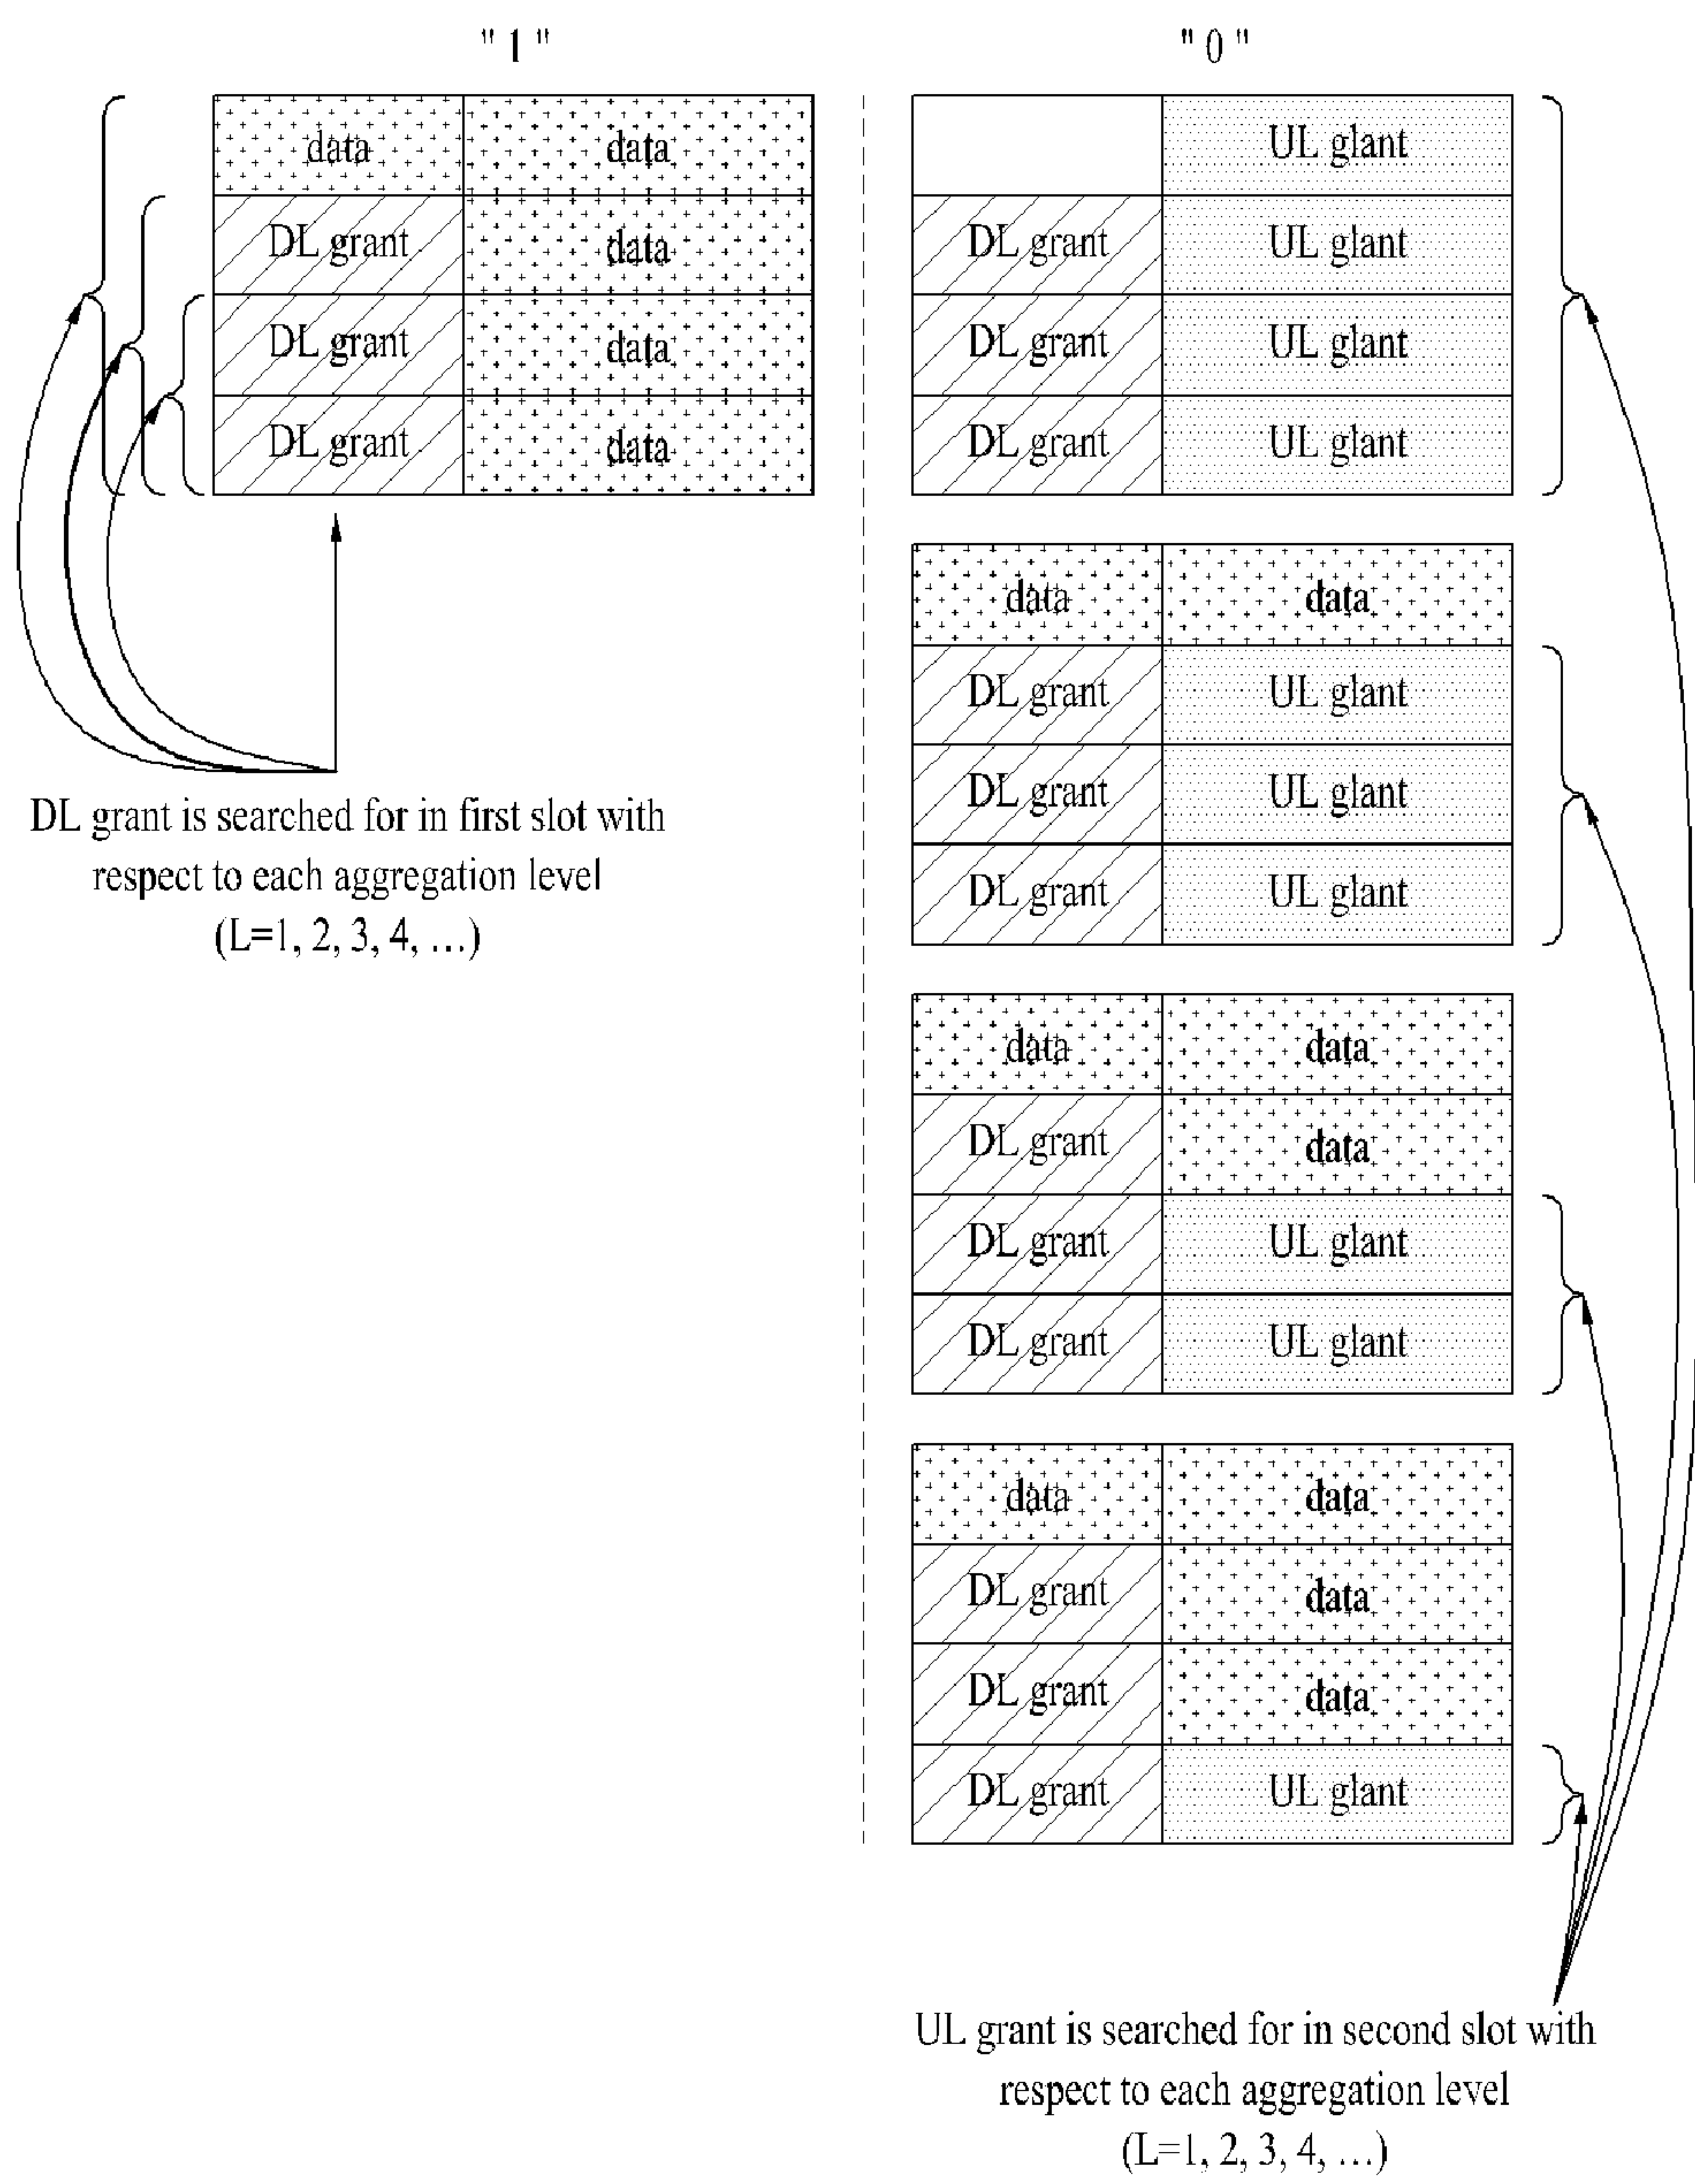 " 1 "
" 0 "
data data
DL grant data
DL grant data
DL grant data
DL grant is searched for in first slot with
respect to each aggregation level
(L=1, 2, 3, 4, …)
UL glant
DL grant UL glant
DL grant UL glant
DL grant UL glant
data data
DL grant UL glant
DL grant UL glant
DL grant UL glant
data data
DL grant data
DL grant UL glant
DL grant UL glant
data data
DL grant data
DL grant data
DL grant UL glant
UL grant is searched for in second slot with
respect to each aggregation level
(L=1, 2, 3, 4, …)